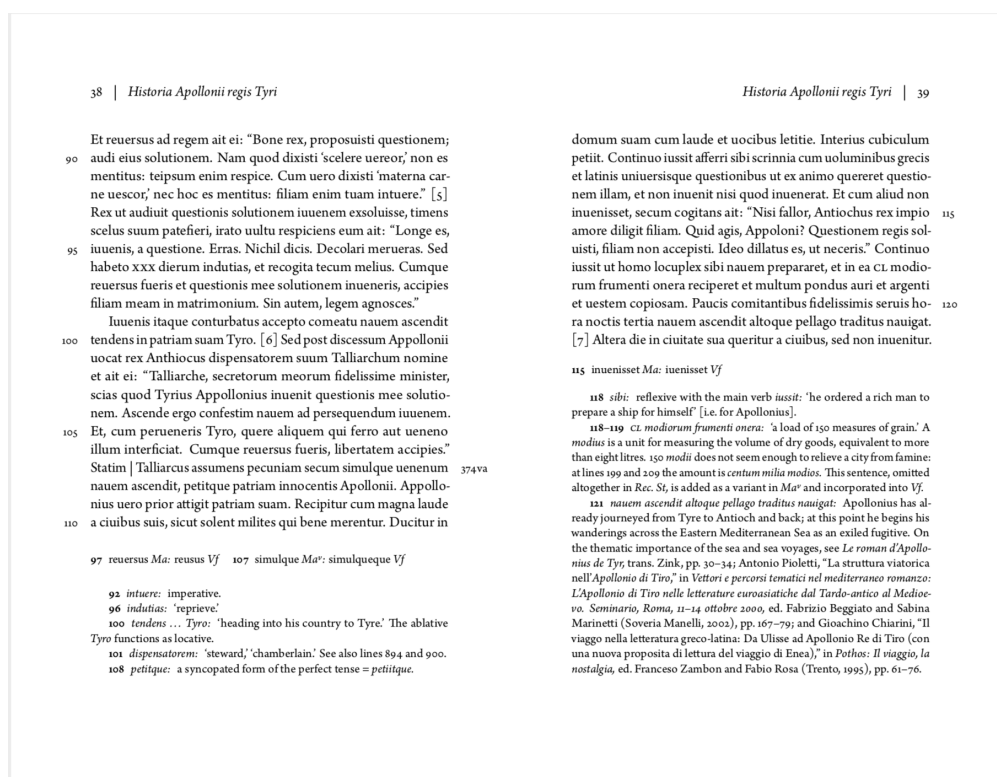 38 | Historia Apollonii regis Tyri
Et reuersus ad regem ait ei: “Bone rex, proposuisti questionem;
90 audi eius solutionem. Nam quod dixisti ‘scelere uereor,’ non es
mentitus: teipsum enim respice. Cum uero dixisti ‘materna car-
ne uescor,’ nec hoc es mentitus: filiam enim tuam intuere.” [5]
Rex ut audiuit questionis solutionem iuuenem exsoluisse, timens
scelus suum patefieri, irato uultu respiciens eum ait: “Longe es,
95 iuuenis, a questione. Erras. Nichil dicis. Decolari merueras. Sed
habeto XXX dierum indutias, et recogita tecum melius. Cumque
reuersus fueris et questionis mee solutionem inueneris, accipies
filiam meam in matrimonium. Sin autem, legem agnosces.”
Iuuenis itaque conturbatus accepto comeatu nauem ascendit
100 tendens in patriam suam Tyro. [6] Sed post discessum Appollonii
uocat rex Anthiocus dispensatorem suum Talliarchum nomine
et ait ei: “Talliarche, secretorum meorum fidelissime minister,
scias quod Tyrius Appollonius inuenit questionis mee solutio-
nem. Ascende ergo confestim nauem ad persequendum iuuenem.
105 Et, cum perueneris Tyro, quere aliquem qui ferro aut ueneno
illum interficiat. Cumque reuersus fueris, libertatem accipies.”
Statim | Talliarcus assumens pecuniam secum simulque uenenum 374va
nauem ascendit, petitque patriam innocentis Apollonii. Appollo-
nius uero prior attigit patriam suam. Recipitur cum magna laude
110 a ciuibus suis, sicut solent milites qui bene merentur. Ducitur in
97 reuersus Ma: reusus Vf 107 simulque Maᵛ: simulqueque Vf
92 intuere: imperative.
96 indutias: ‘reprieve.’
100 tendens … Tyro: ‘heading into his country to Tyre.’ The ablative
Tyro functions as locative.
101 dispensatorem: ‘steward,’ ‘chamberlain.’ See also lines 894 and 900.
108 petitque: a syncopated form of the perfect tense = petiitque.
Historia Apollonii regis Tyri | 39
domum suam cum laude et uocibus letitie. Interius cubiculum
petiit. Continuo iussit afferri sibi scrinnia cum uoluminibus grecis
et latinis uniuersisque questionibus ut ex animo quereret questio-
nem illam, et non inuenit nisi quod inuenerat. Et cum aliud non
inuenisset, secum cogitans ait: “Nisi fallor, Antiochus rex impio 115
amore diligit filiam. Quid agis, Appoloni? Questionem regis sol-
uisti, filiam non accepisti. Ideo dillatus es, ut neceris.” Continuo
iussit ut homo locuplex sibi nauem prepararet, et in ea CL modio-
rum frumenti onera reciperet et multum pondus auri et argenti
et uestem copiosam. Paucis comitantibus fidelissimis seruis ho- 120
ra noctis tertia nauem ascendit altoque pellago traditus nauigat.
[7] Altera die in ciuitate sua queritur a ciuibus, sed non inuenitur.
115 inuenisset Ma: iuenisset Vf
118 sibi: reflexive with the main verb iussit: ‘he ordered a rich man to
prepare a ship for himself’ [i.e. for Apollonius].
118–119 CL modiorum frumenti onera: ‘a load of 150 measures of grain.’ A
modius is a unit for measuring the volume of dry goods, equivalent to more
than eight litres. 150 modii does not seem enough to relieve a city from famine:
at lines 199 and 209 the amount is centum milia modios. This sentence, omitted
altogether in Rec. St, is added as a variant in Maᵛ and incorporated into Vf.
121 nauem ascendit altoque pellago traditus nauigat: Apollonius has al-
ready journeyed from Tyre to Antioch and back; at this point he begins his
wanderings across the Eastern Mediterranean Sea as an exiled fugitive. On
the thematic importance of the sea and sea voyages, see Le roman d’Apollo-
nius de Tyr, trans. Zink, pp. 30–34; Antonio Pioletti, “La struttura viatorica
nell’Apollonio di Tiro,” in Vettori e percorsi tematici nel mediterraneo romanzo:
L’Apollonio di Tiro nelle letterature euroasiatiche dal Tardo-antico al Medioe-
vo. Seminario, Roma, 11–14 ottobre 2000, ed. Fabrizio Beggiato and Sabina
Marinetti (Soveria Manelli, 2002), pp. 167–79; and Gioachino Chiarini, “Il
viaggo nella letteratura greco-latina: Da Ulisse ad Apollonio Re di Tiro (con
una nuova proposita di lettura del viaggio di Enea),” in Pothos: Il viaggio, la
nostalgia, ed. Franceso Zambon and Fabio Rosa (Trento, 1995), pp. 61–76.